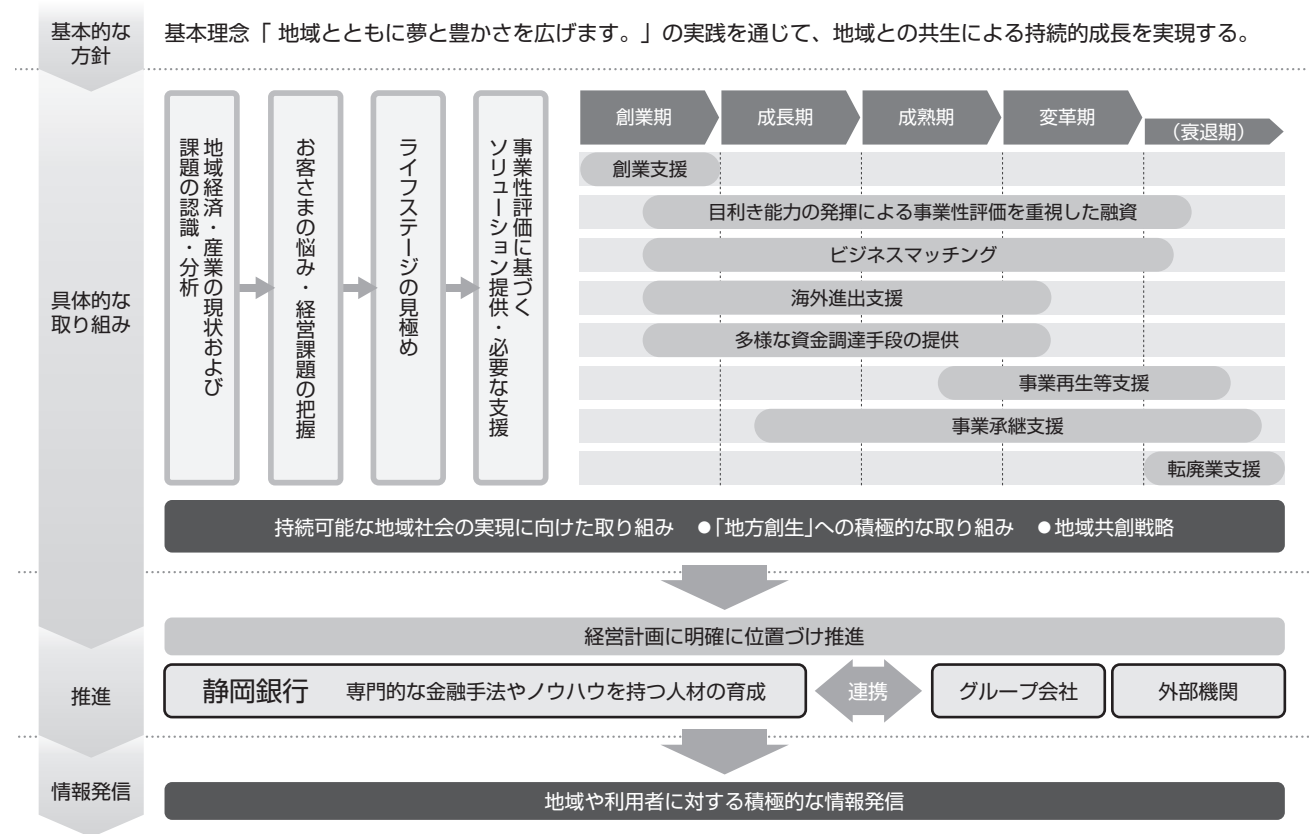 基本的な
方針
基本理念「 地域とともに夢と豊かさを広げます。」の実践を通じて、地域との共生による持続的成長を実現する。
具体的な
取り組み
地域経済・産業の現状および
課題の認識・分析
お客さまの悩み・経営課題の把握
ライフステージの見極め
事業性評価に基づく
ソリューション提供・必要な支援
創業期
成長期
成熟期
変革期
（衰退期）
創業支援
目利き能力の発揮による事業性評価を重視した融資
ビジネスマッチング
海外進出支援
多様な資金調達手段の提供
事業再生等支援
事業承継支援
転廃業支援
持続可能な地域社会の実現に向けた取り組み ●「地方創生」への積極的な取り組み ●地域共創戦略
推進
経営計画に明確に位置づけ推進
静岡銀行 専門的な金融手法やノウハウを持つ人材の育成
連携
グループ会社
外部機関
情報発信
地域や利用者に対する積極的な情報発信